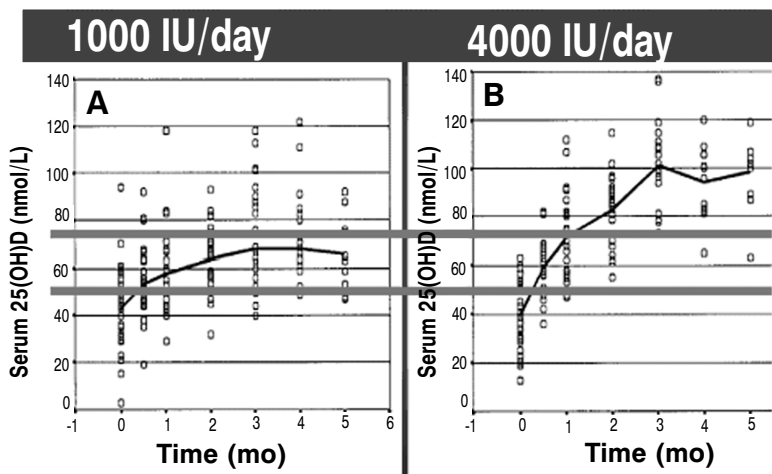 1000 IU/day
4000 IU/day
A
Serum 25(OH)D (nmol/L)
140
120
100
80
60
40
20
0
-1 0 1 2 3 4 5 6
Time (mo)
B
Serum 25(OH)D (nmol/L)
140
120
100
80
60
40
20
0
-1 0 1 2 3 4 5
Time (mo)